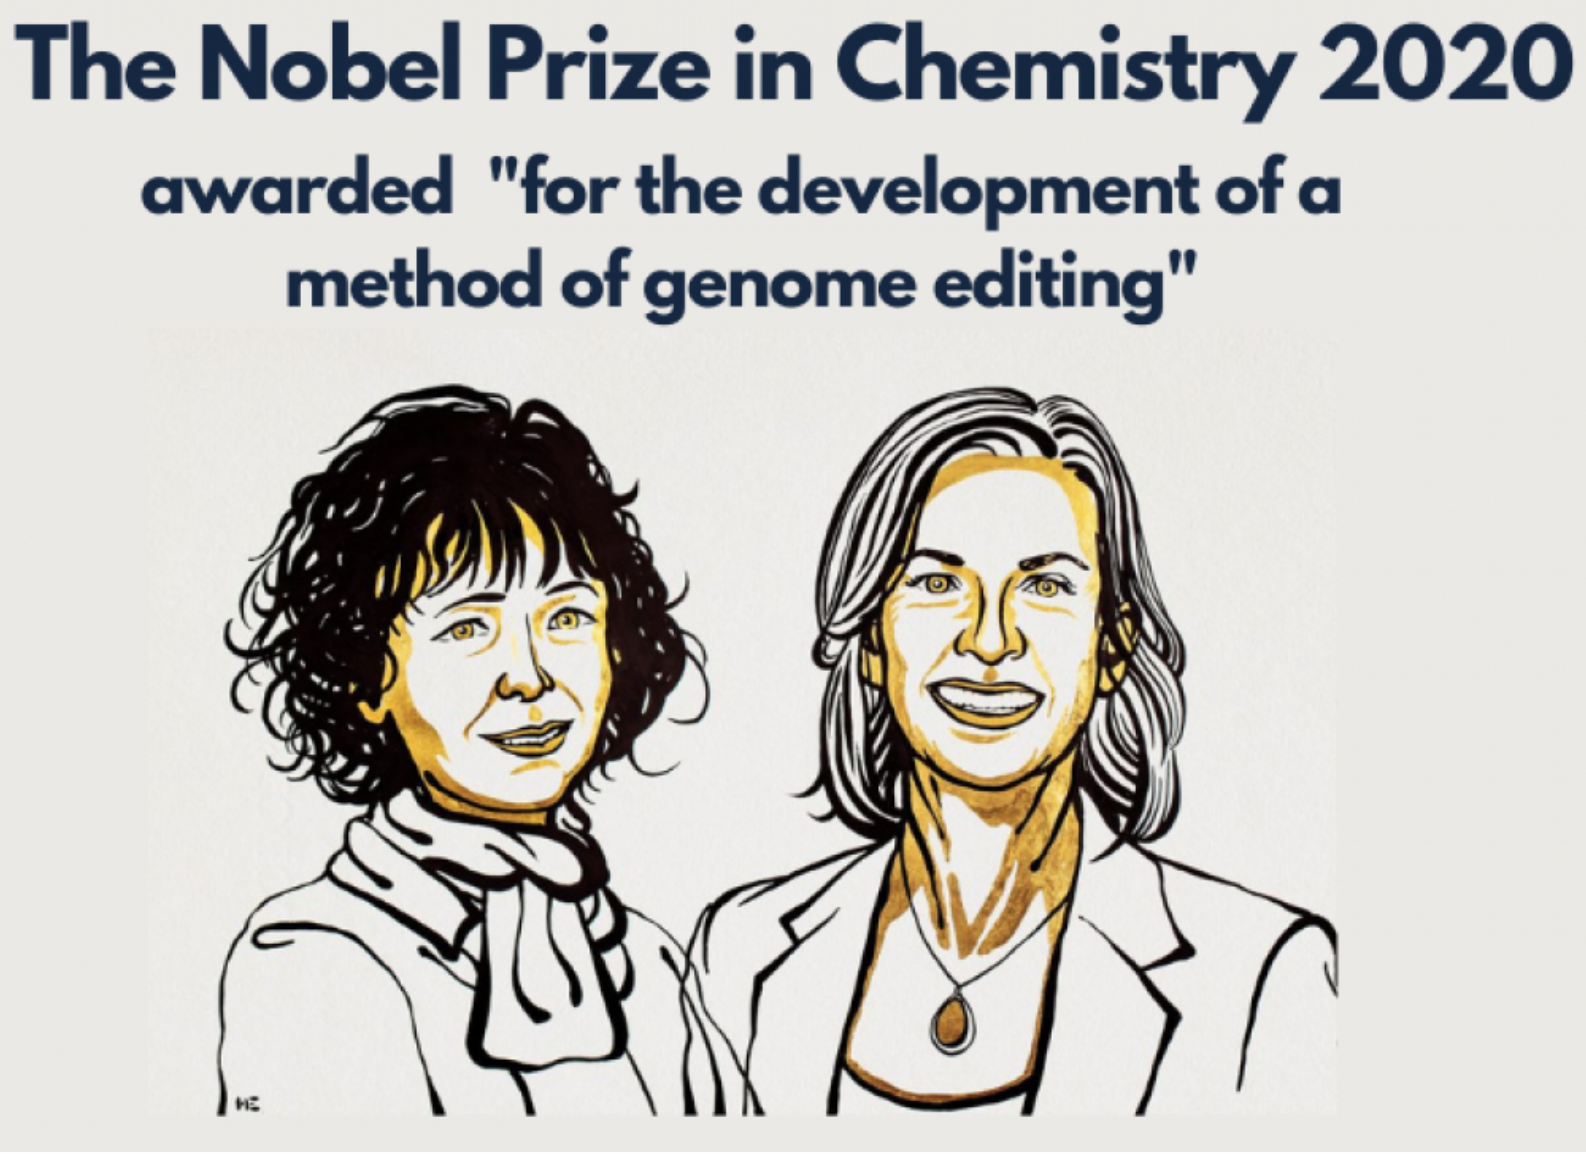 The Nobel Prize in Chemistry 2020
awarded "for the development of a
method of genome editing"